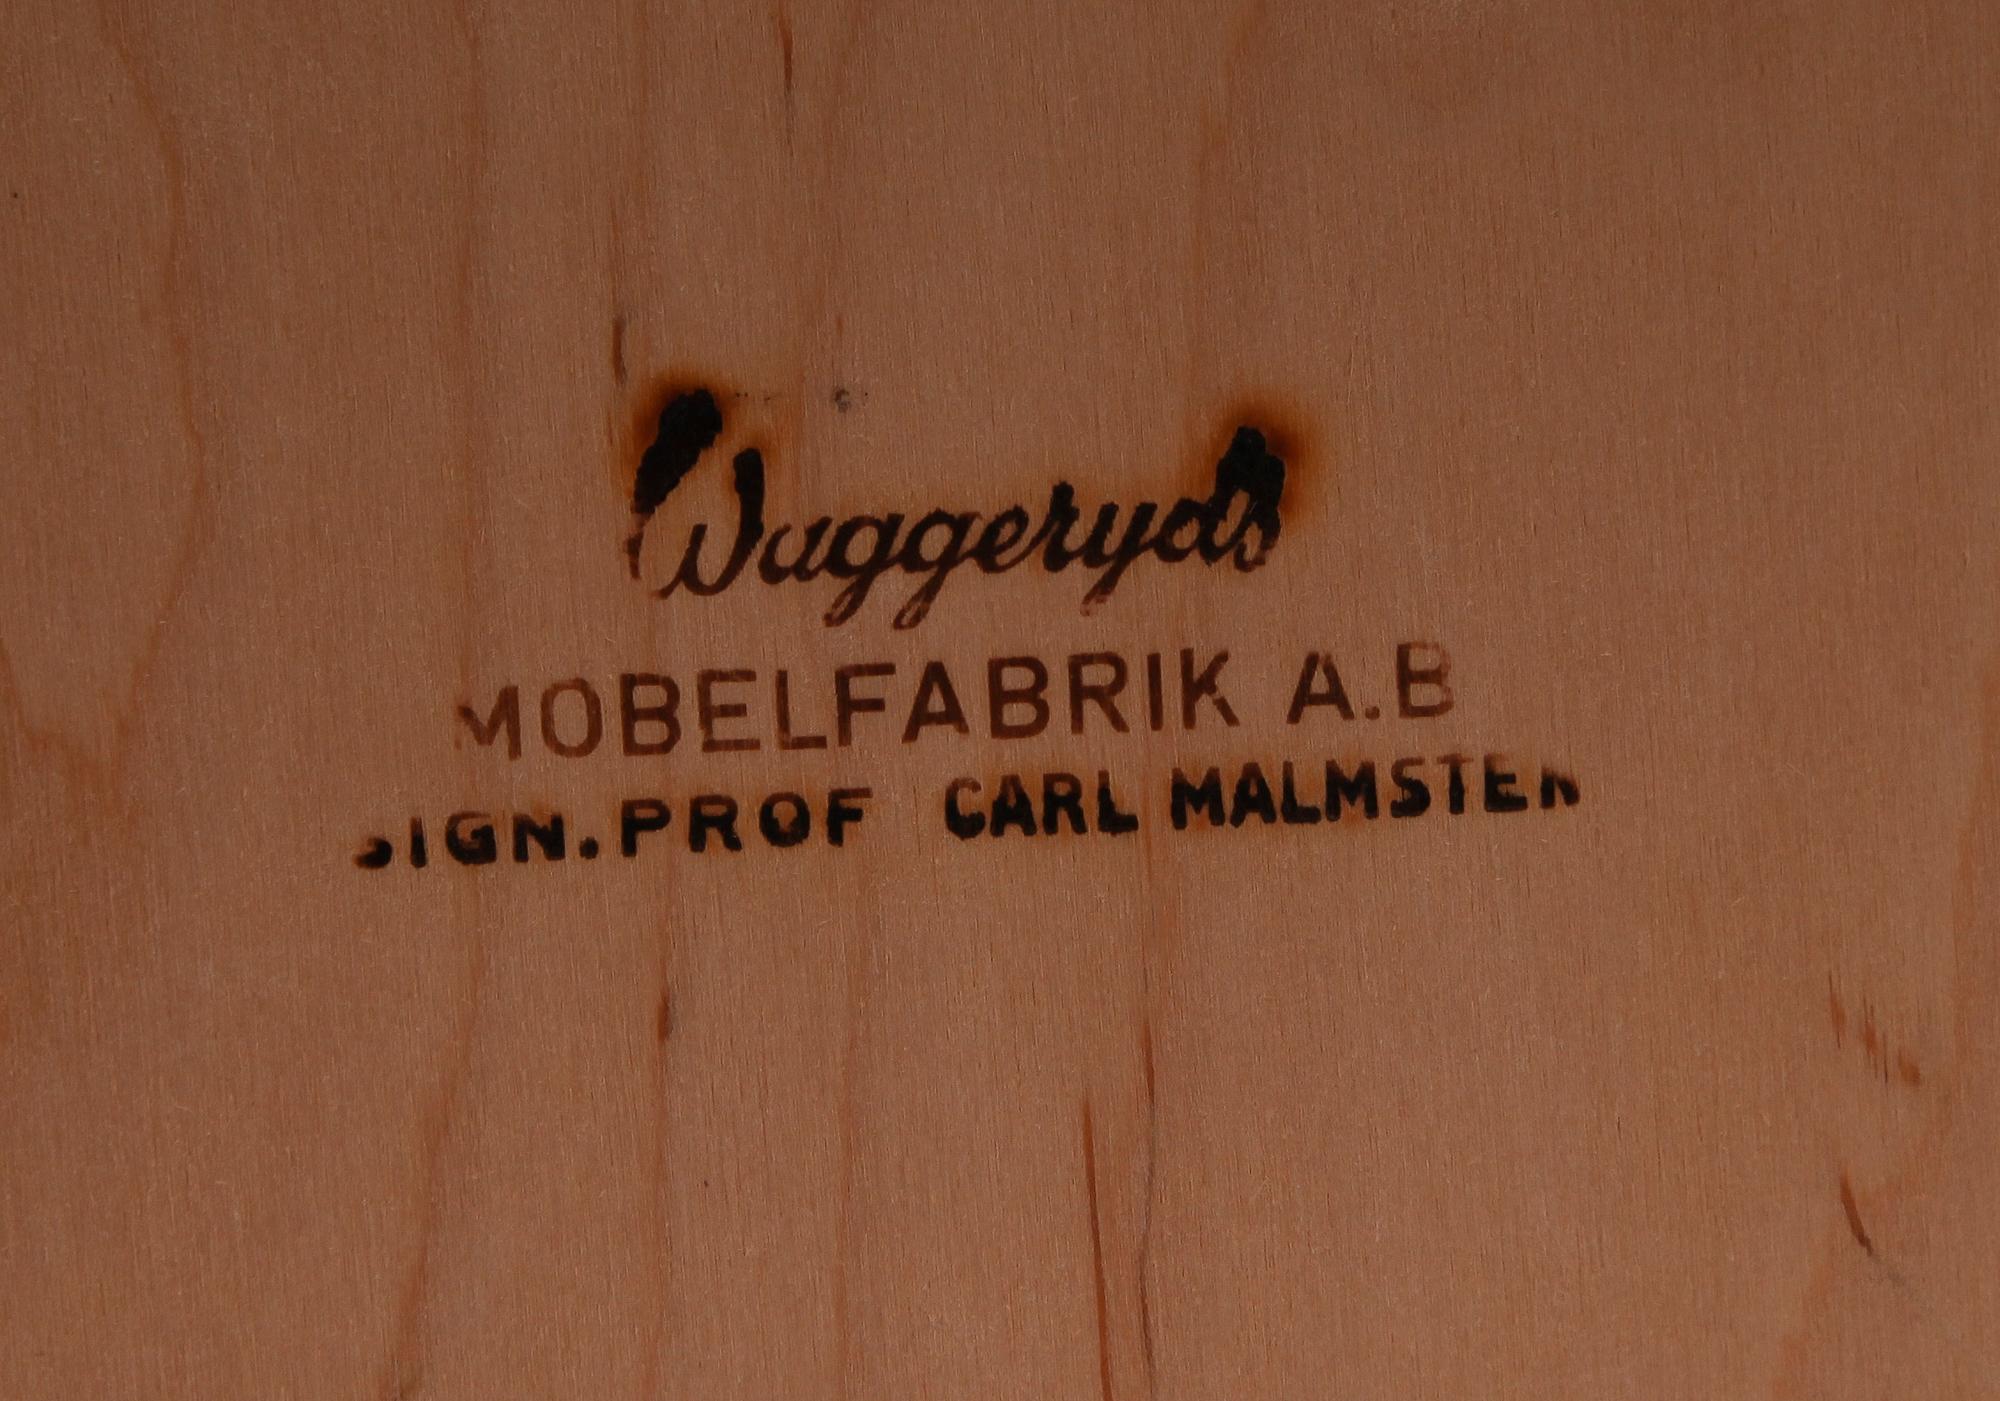 Waggeryds
MOBELFABRIK A.B
SIGN. PROF CARL MALMSTEN